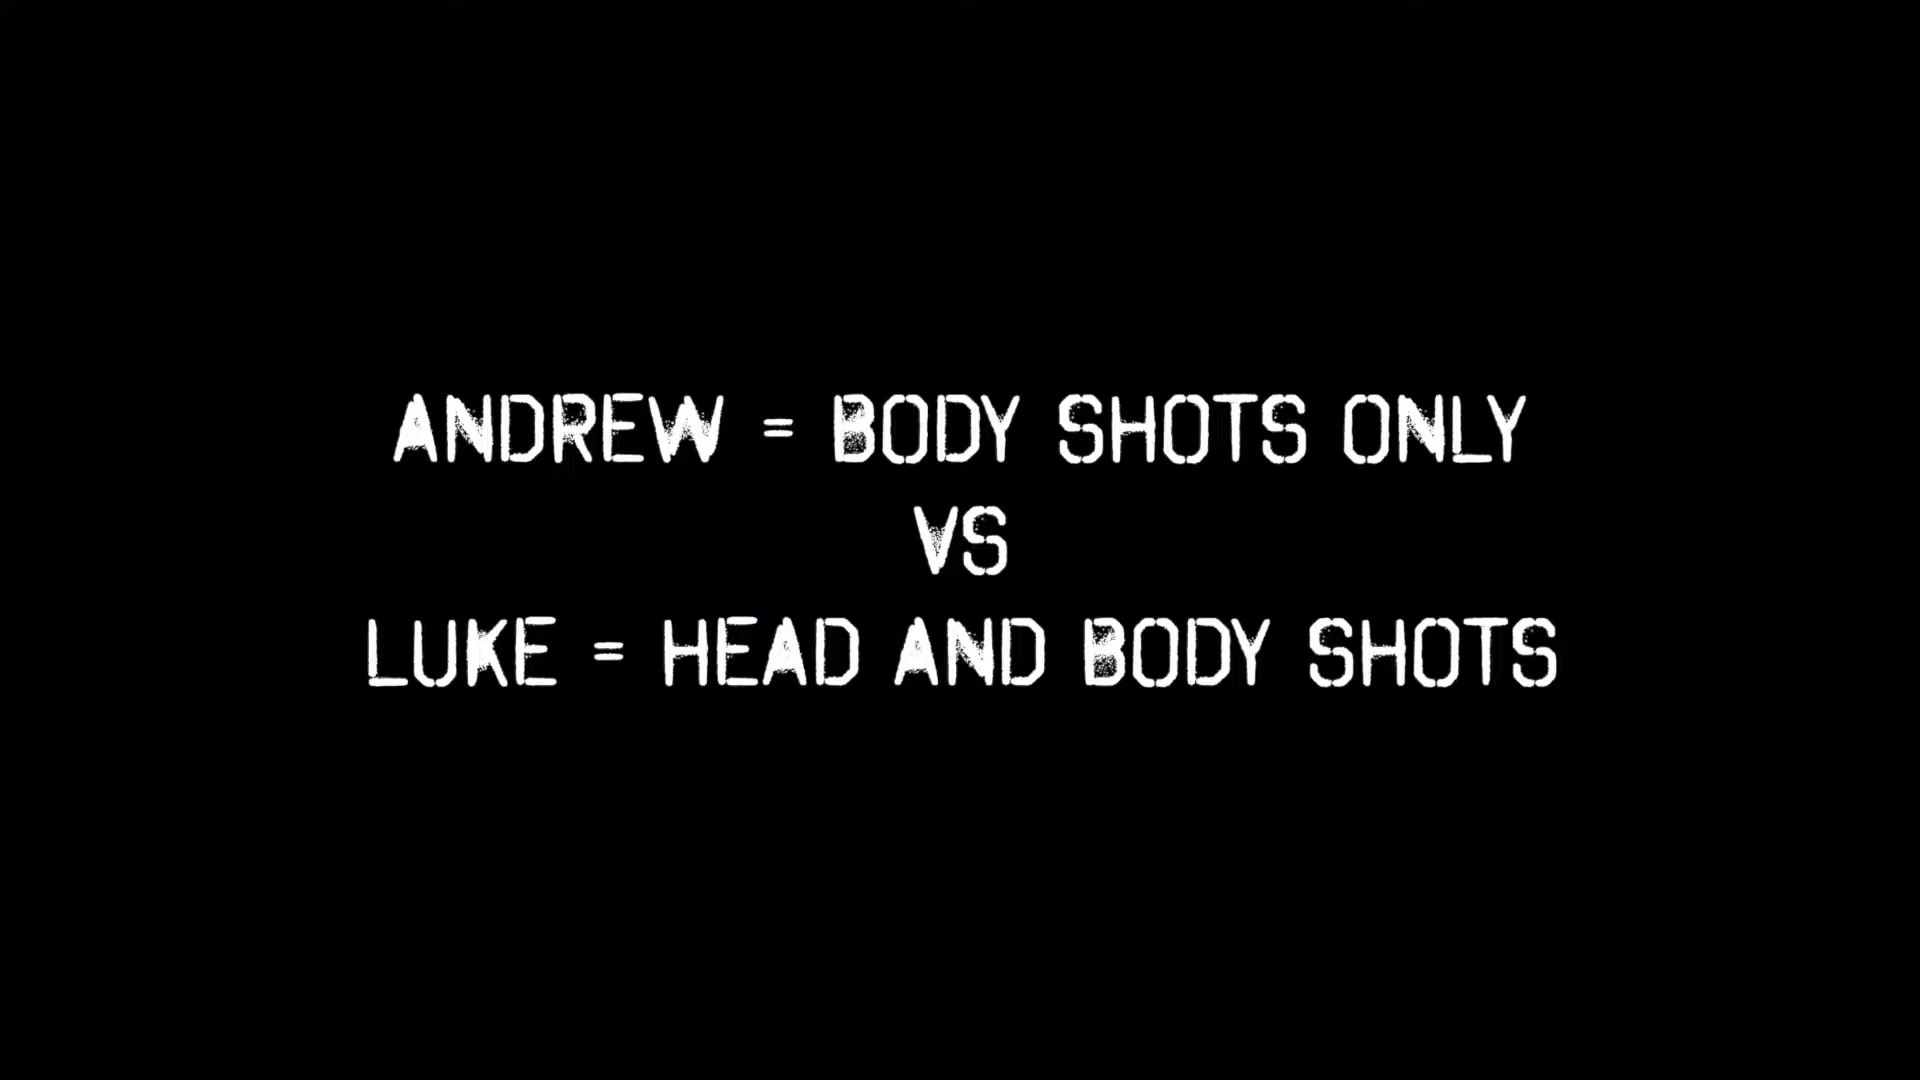 ANDREW = BODY SHOTS ONLY
VS
LUKE = HEAD AND BODY SHOTS